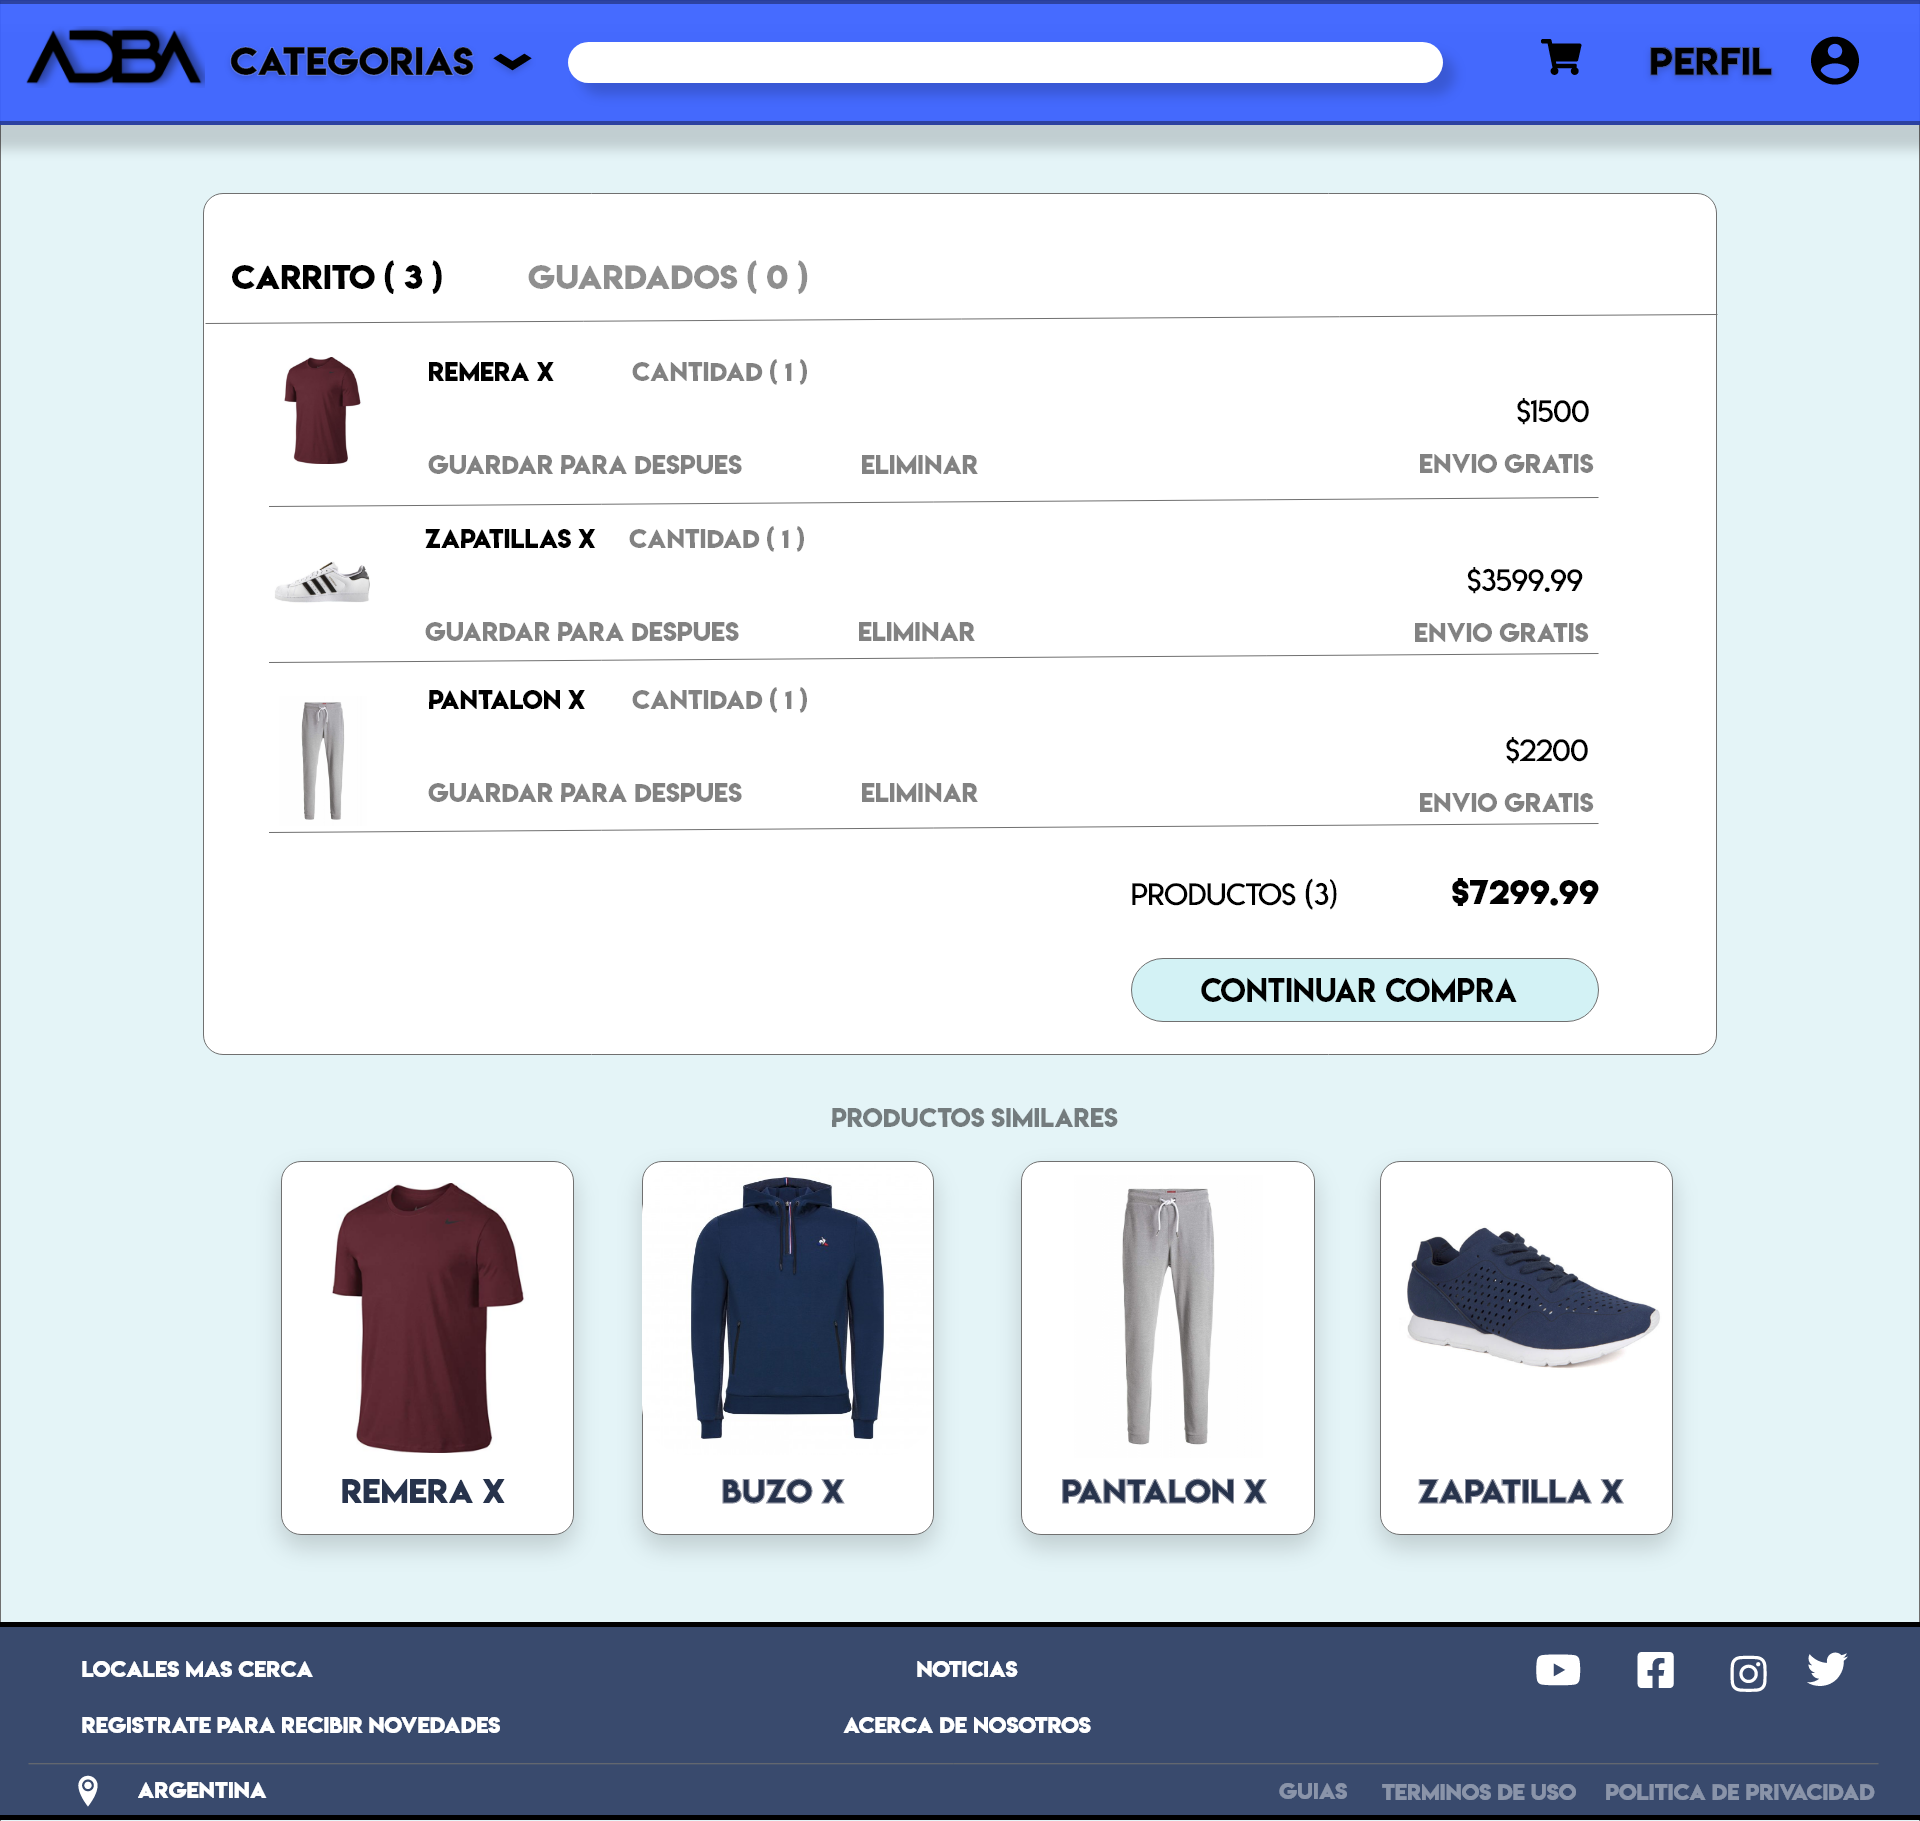 ADBA CATEGORIAS PERFIL
CARRITO ( 3 ) GUARDADOS ( 0 )
REMERA X CANTIDAD ( 1 )
$1500
GUARDAR PARA DESPUES ELIMINAR ENVIO GRATIS
ZAPATILLAS X CANTIDAD ( 1 )
$3599.99
GUARDAR PARA DESPUES ELIMINAR ENVIO GRATIS
PANTALON X CANTIDAD ( 1 )
$2200
GUARDAR PARA DESPUES ELIMINAR ENVIO GRATIS
PRODUCTOS (3) $7299.99
CONTINUAR COMPRA
PRODUCTOS SIMILARES
REMERA X BUZO X PANTALON X ZAPATILLA X
LOCALES MAS CERCA NOTICIAS
REGISTRATE PARA RECIBIR NOVEDADES ACERCA DE NOSOTROS
ARGENTINA GUIAS TERMINOS DE USO POLITICA DE PRIVACIDAD